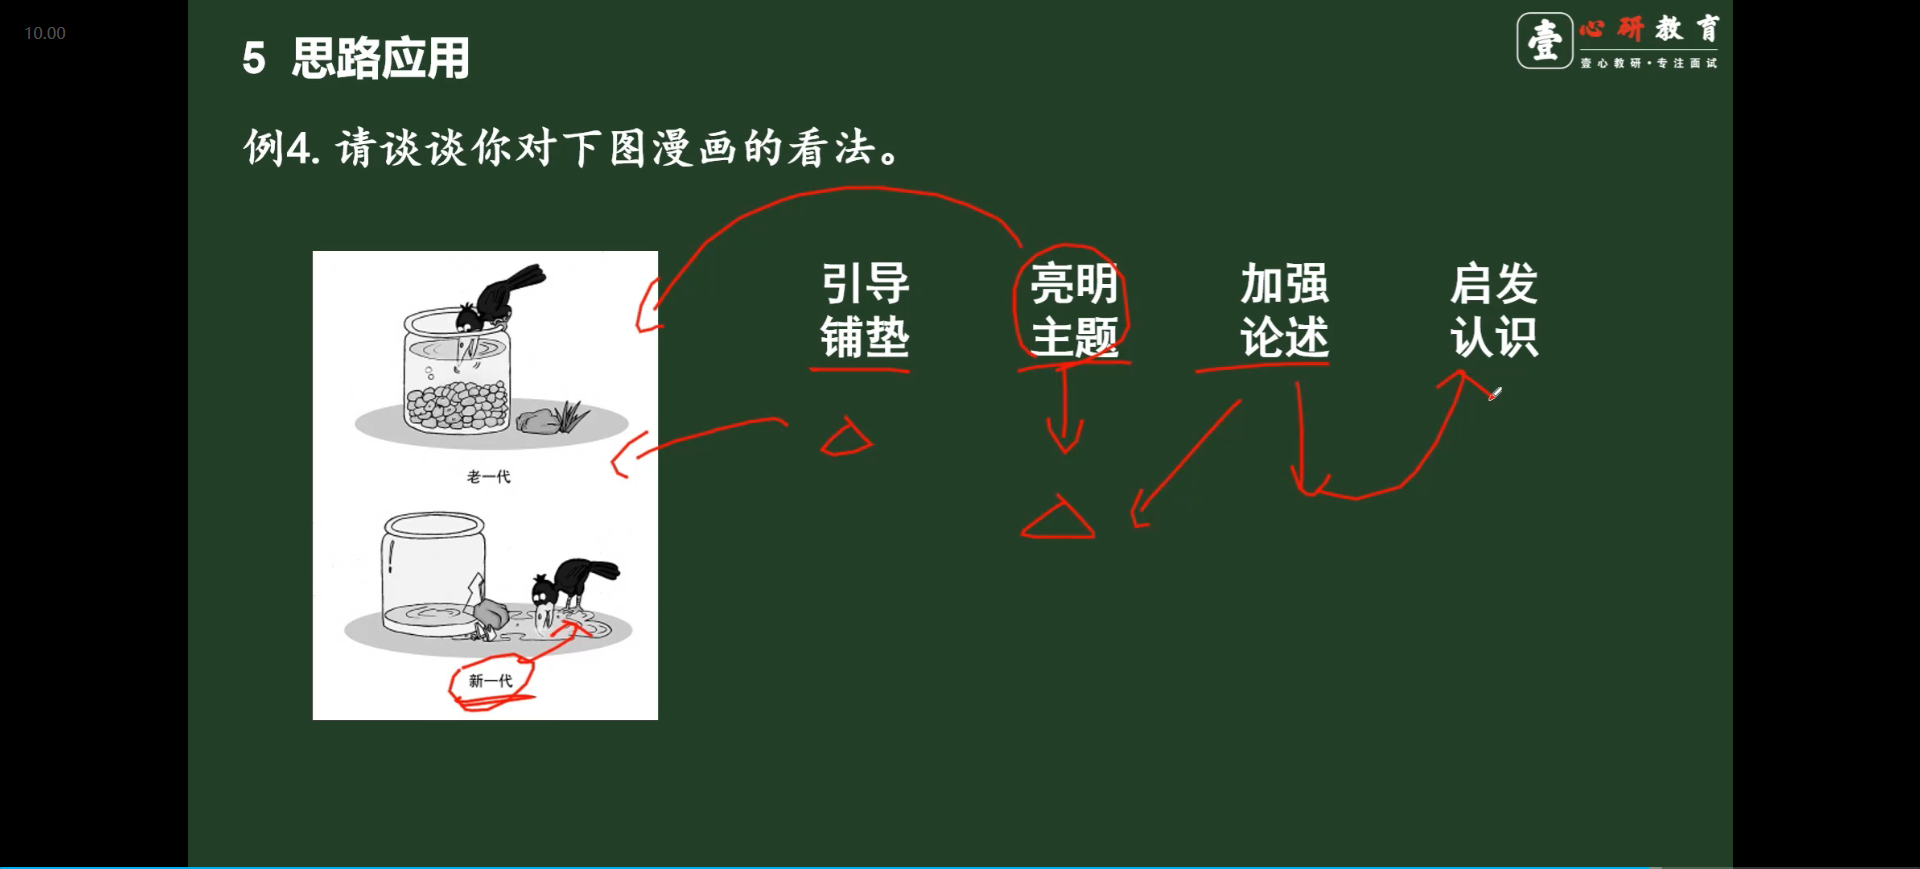 10.00
5 思路应用
壹
心研教育
壹心教研•专注面试
例4. 请谈谈你对下图漫画的看法。
引导 亮明 加强 启发
铺垫 主题 论述 认识
老一代
新一代